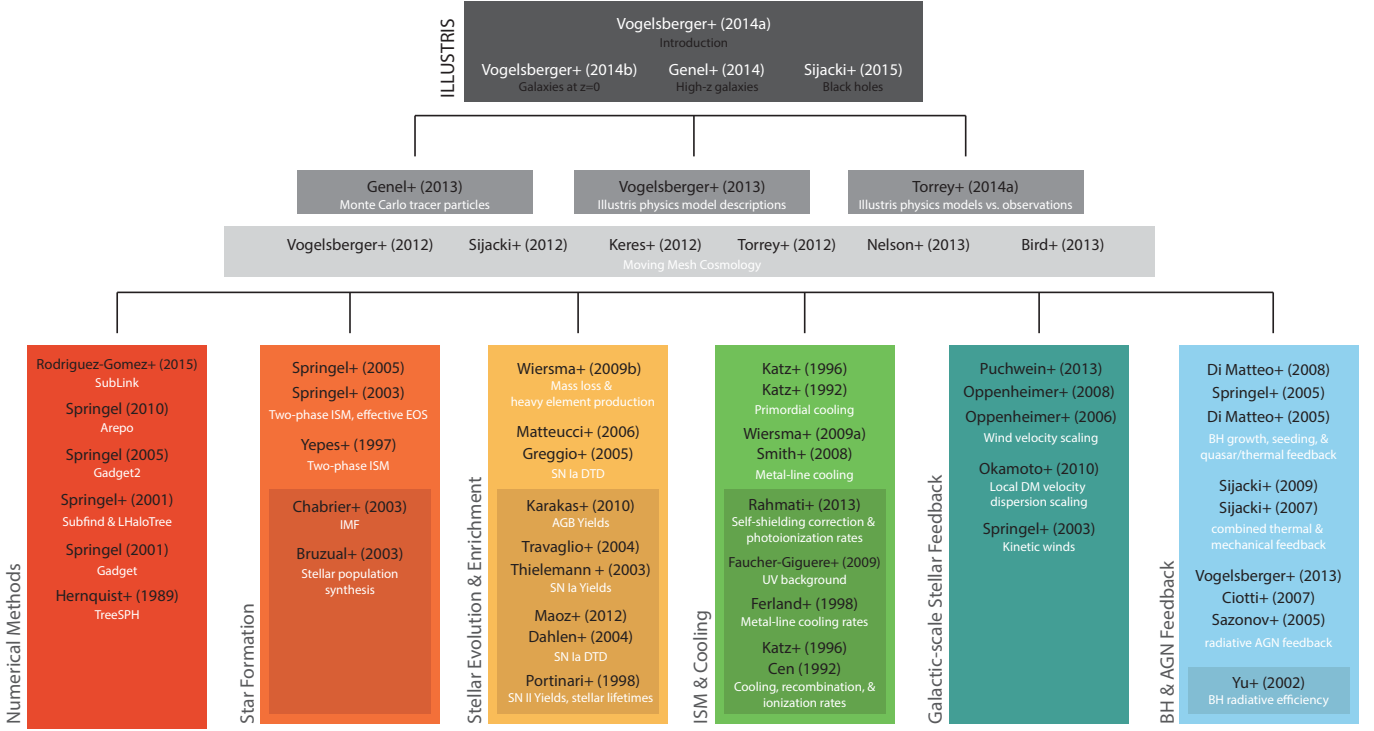 ILLUSTRIS
Vogelsberger+ (2014a)
Introduction
Vogelsberger+ (2014b)
Galaxies at z=0
Genel+ (2014)
High-z galaxies
Sijacki+ (2015)
Black holes
Genel+ (2013)
Monte Carlo tracer particles
Vogelsberger+ (2013)
Illustris physics model descriptions
Torrey+ (2014a)
Illustris physics models vs. observations
Vogelsberger+ (2012)
Sijacki+ (2012)
Keres+ (2012)
Torrey+ (2012)
Nelson+ (2013)
Bird+ (2013)
Moving Mesh Cosmology
Numerical Methods
Rodriguez-Gomez+ (2015)
SubLink
Springel (2010)
Arepo
Springel (2005)
Gadget2
Springel+ (2001)
Subfind & LHaloTree
Springel (2001)
Gadget
Hernquist+ (1989)
TreeSPH
Star Formation
Springel+ (2005)
Springel+ (2003)
Two-phase ISM, effective EOS
Yepes+ (1997)
Two-phase ISM
Chabrier+ (2003)
IMF
Bruzual+ (2003)
Stellar population
synthesis
Stellar Evolution & Enrichment
Wiersma+ (2009b)
Mass loss &
heavy element production
Matteucci+ (2006)
Greggio+ (2005)
SN Ia DTD
Karakas+ (2010)
AGB Yields
Travaglio+ (2004)
Thielemann + (2003)
SN Ia Yields
Maoz+ (2012)
Dahlen+ (2004)
SN Ia DTD
Portinari+ (1998)
SN II Yields, stellar lifetimes
ISM & Cooling
Katz+ (1996)
Katz+ (1992)
Primordial cooling
Wiersma+ (2009a)
Smith+ (2008)
Metal-line cooling
Rahmati+ (2013)
Self-shielding correction &
photoionization rates
Faucher-Giguere+ (2009)
UV background
Ferland+ (1998)
Metal-line cooling rates
Katz+ (1996)
Cen (1992)
Cooling, recombination, &
ionization rates
Galactic-scale Stellar Feedback
Puchwein+ (2013)
Oppenheimer+ (2008)
Oppenheimer+ (2006)
Wind velocity scaling
Okamoto+ (2010)
Local DM velocity
dispersion scaling
Springel+ (2003)
Kinetic winds
BH & AGN Feedback
Di Matteo+ (2008)
Springel+ (2005)
Di Matteo+ (2005)
BH growth, seeding, &
quasar/thermal feedback
Sijacki+ (2009)
Sijacki+ (2007)
combined thermal &
mechanical feedback
Vogelsberger+ (2013)
Ciotti+ (2007)
Sazonov+ (2005)
radiative AGN feedback
Yu+ (2002)
BH radiative efficiency